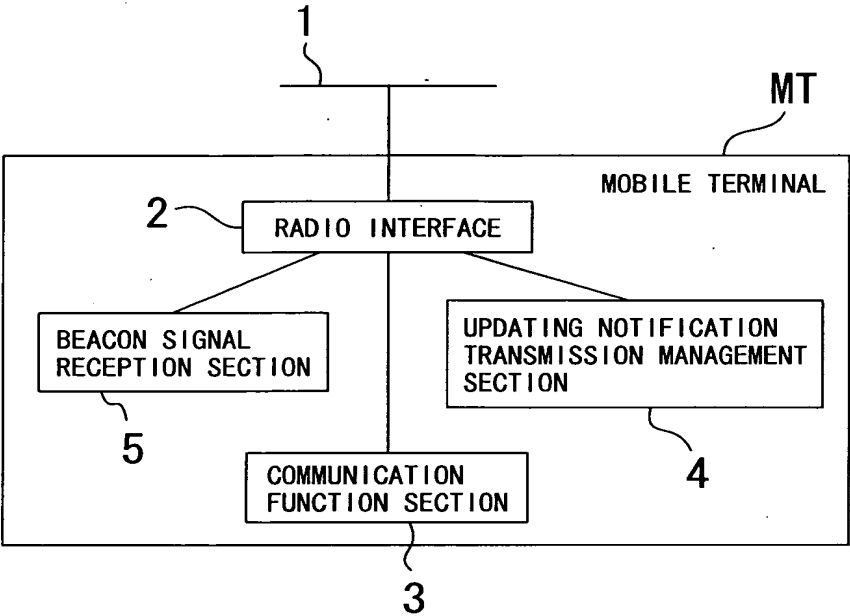 1
MT
MOBILE TERMINAL
2
RADIO INTERFACE
BEACON SIGNAL
RECEPTION SECTION
UPDATING NOTIFICATION
TRANSMISSION MANAGEMENT
SECTION
5
4
COMMUNICATION
FUNCTION SECTION
3